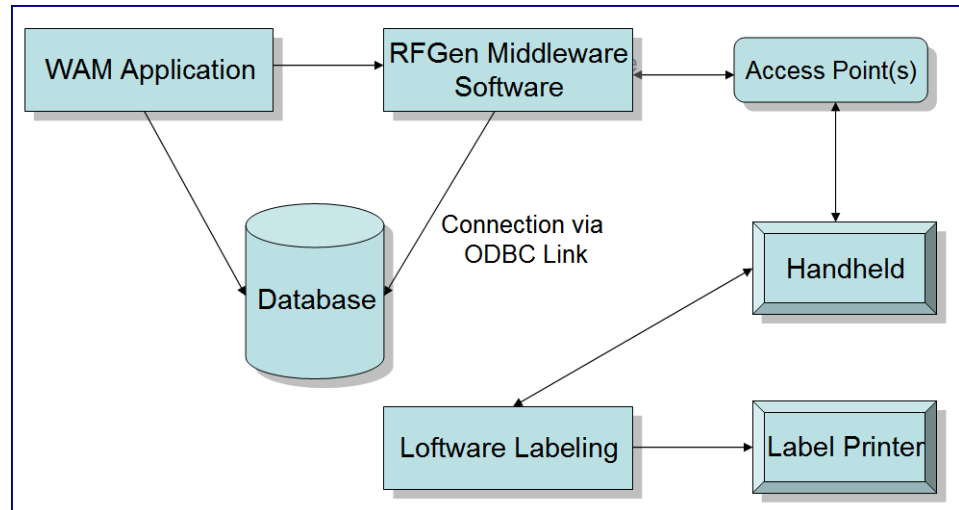 WAM Application
RFGen Middleware
Software
Access Point(s)
Connection via
ODBC Link
Database
Handheld
Loftware Labeling
Label Printer